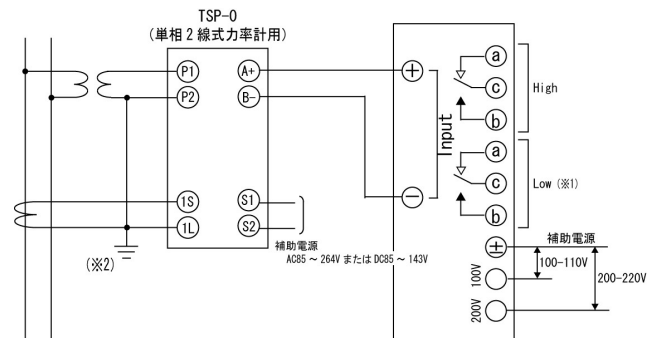 TSP-0
(単相2線式力率計用)
P1
A+
P2
B-
1S
S1
1L
S2
(※2)
補助電源
AC85 ~ 264V または DC85 ~ 143V
+
Input
-
a
c
b
High
a
c
b
Low (※1)
±
補助電源
100V
100-110V
200-220V
200V